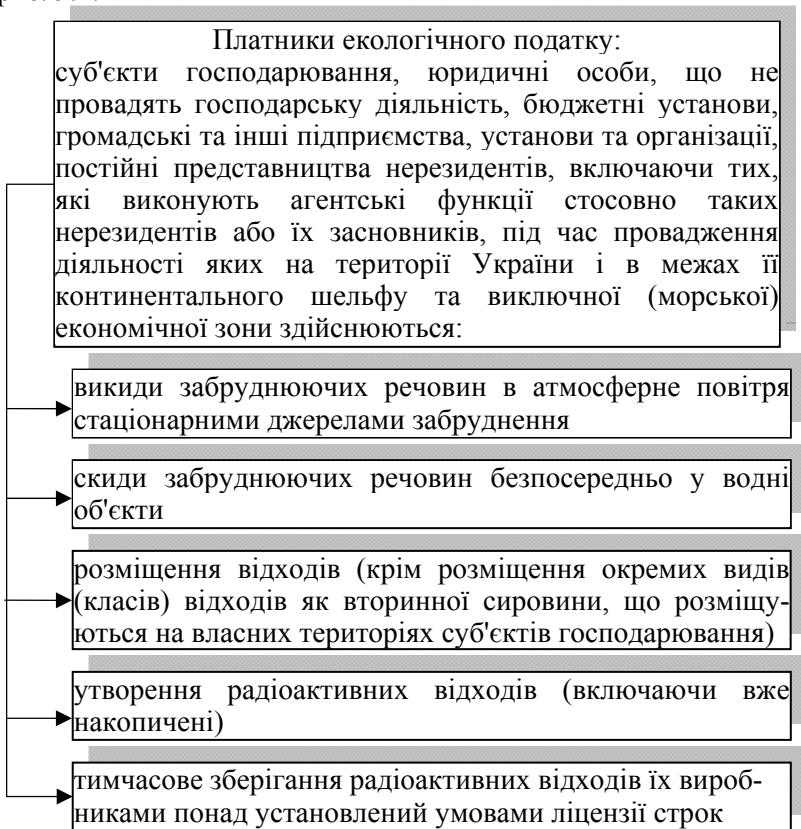 Платники екологічного податку:
суб'єкти господарювання, юридичні особи, що не
провадять господарську діяльність, бюджетні установи,
громадські та інші підприємства, установи та організації,
постійні представництва нерезидентів, включаючи тих,
які виконують агентські функції стосовно таких
нерезидентів або їх засновників, під час провадження
діяльності яких на території України і в межах її
континентального шельфу та виключної (морської)
економічної зони здійснюються:
викиди забруднюючих речовин в атмосферне повітря
стаціонарними джерелами забруднення
скиди забруднюючих речовин безпосередньо у водні
об'єкти
розміщення відходів (крім розміщення окремих видів
(класів) відходів як вторинної сировини, що розміщу-
ються на власних територіях суб'єктів господарювання)
утворення радіоактивних відходів (включаючи вже
накопичені)
тимчасове зберігання радіоактивних відходів їх вироб-
никами понад установлений умовами ліцензії строк